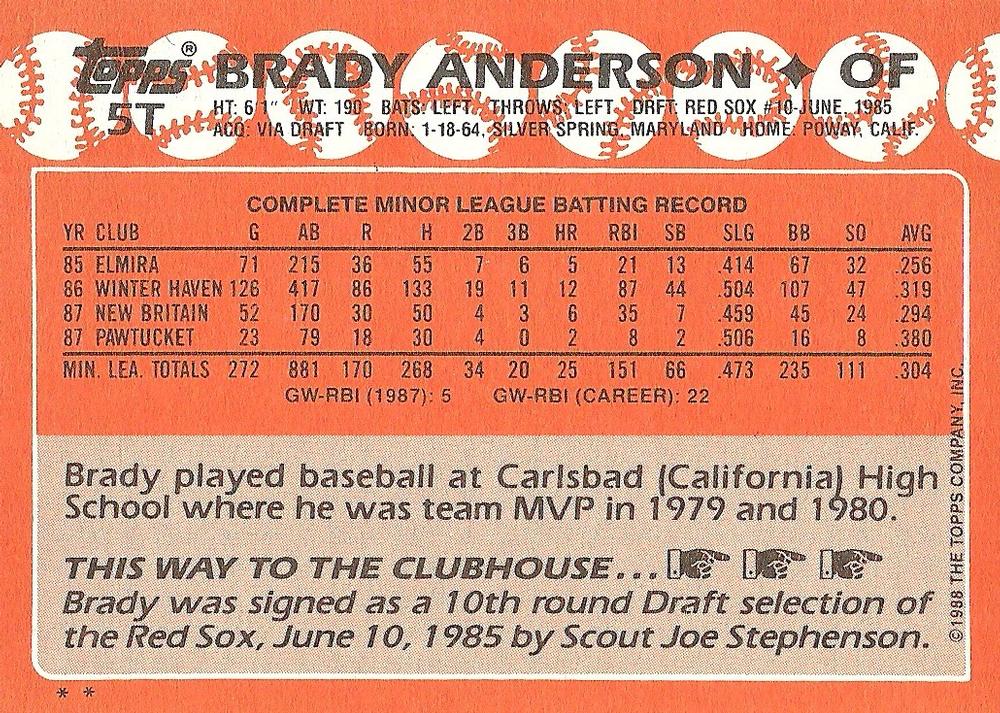 topps® BRADY ANDERSON ✦ OF
5T HT: 6'1" WT: 190 BATS: LEFT THROWS: LEFT DRFT: RED SOX #10-JUNE, 1985
ACQ: VIA DRAFT BORN: 1-18-64, SILVER SPRING, MARYLAND HOME: POWAY, CALIF.
COMPLETE MINOR LEAGUE BATTING RECORD
YR CLUB G AB R H 2B 3B HR RBI SB SLG BB SO AVG
85 ELMIRA 71 215 36 55 7 6 5 21 13 .414 67 32 .256
86 WINTER HAVEN 126 417 86 133 19 11 12 87 44 .504 107 47 .319
87 NEW BRITAIN 52 170 30 50 4 3 6 35 7 .459 45 24 .294
87 PAWTUCKET 23 79 18 30 4 0 2 8 2 .506 16 8 .380
MIN. LEA. TOTALS 272 881 170 268 34 20 25 151 66 .473 235 111 .304
GW-RBI (1987): 5 GW-RBI (CAREER): 22
Brady played baseball at Carlsbad (California) High
School where he was team MVP in 1979 and 1980.
THIS WAY TO THE CLUBHOUSE...
Brady was signed as a 10th round Draft selection of
the Red Sox, June 10, 1985 by Scout Joe Stephenson.
©1988 THE TOPPS COMPANY, INC.
* *